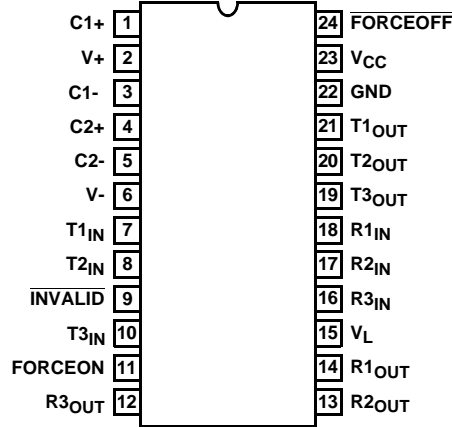 C1+ 1 24 FORCEOFF
V+ 2 23 VCC
C1- 3 22 GND
C2+ 4 21 T1OUT
C2- 5 20 T2OUT
V- 6 19 T3OUT
T1IN 7 18 R1IN
T2IN 8 17 R2IN
INVALID 9 16 R3IN
T3IN 10 15 VL
FORCEON 11 14 R1OUT
R3OUT 12 13 R2OUT